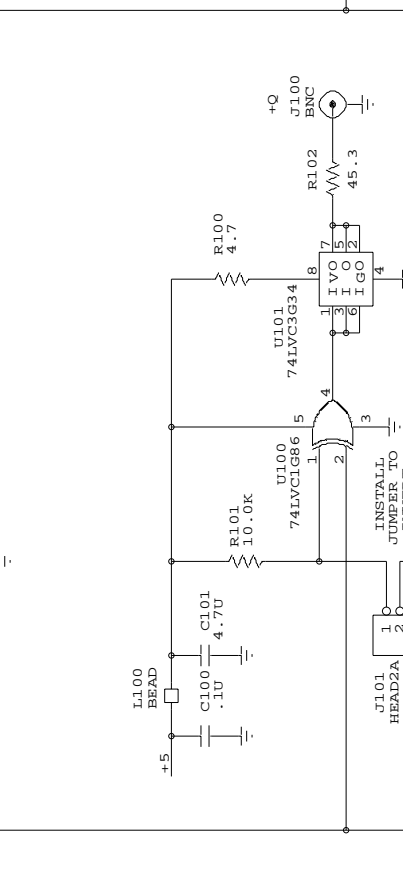 +Q
J100
BNC
R102
45.3
R100
4.7
7
5
2
8
4
I V O
I O
I G O
1
3
6
U101
74LVC3G34
4
5
3
1
2
U100
74LVC1G86
INSTALL
JUMPER TO
R101
10.0K
C101
4.7U
1
2
L100
BEAD
C100
.1U
J101
HEAD2A
+5